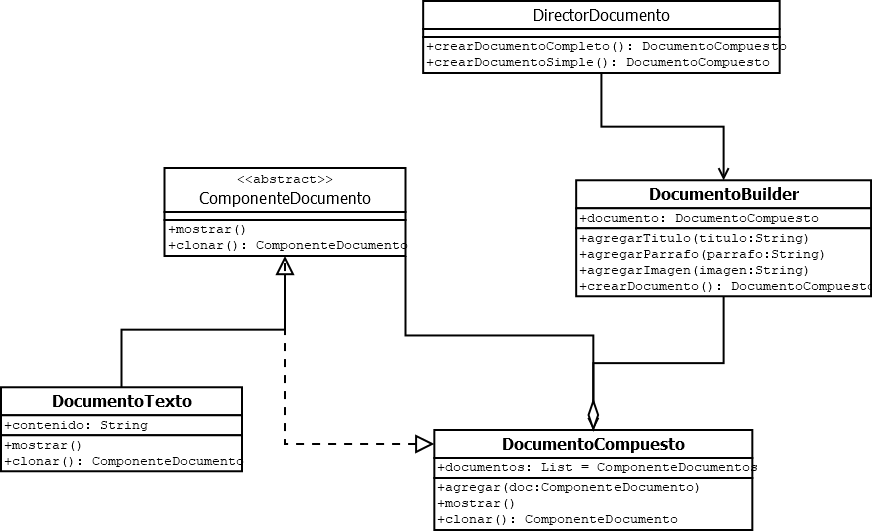 DirectorDocumento
+crearDocumentoCompleto(): DocumentoCompuesto
+crearDocumentoSimple(): DocumentoCompuesto
<<abstract>>
ComponenteDocumento
+mostrar()
+clonar(): ComponenteDocumento
DocumentoBuilder
+documento: DocumentoCompuesto
+agregarTitulo(titulo:String)
+agregarParrafo(parrafo:String)
+agregarImagen(imagen:String)
+crearDocumento(): DocumentoCompuesto
DocumentoTexto
+contenido: String
+mostrar()
+clonar(): ComponenteDocumento
DocumentoCompuesto
+documentos: List = ComponenteDocumentos
+agregar(doc:ComponenteDocumento)
+mostrar()
+clonar(): ComponenteDocumento